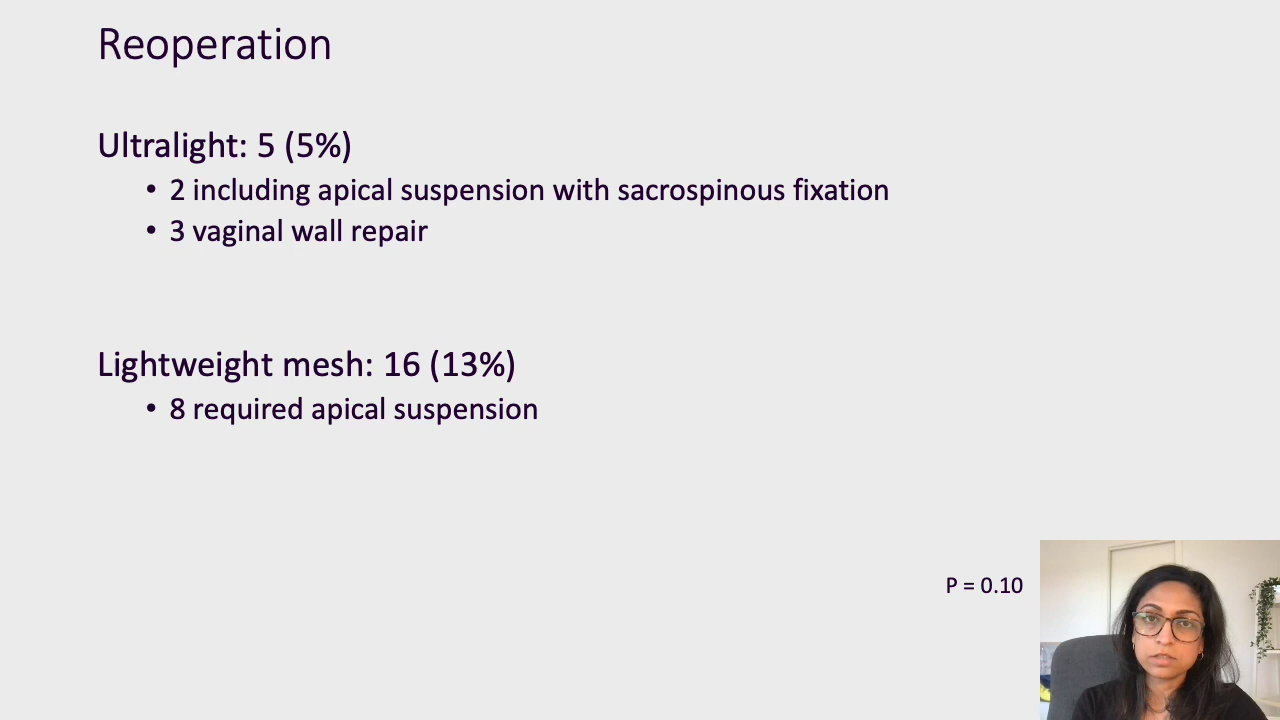 Reoperation
Ultralight: 5 (5%)
• 2 including apical suspension with sacrospinous fixation
• 3 vaginal wall repair
Lightweight mesh: 16 (13%)
• 8 required apical suspension
P = 0.10